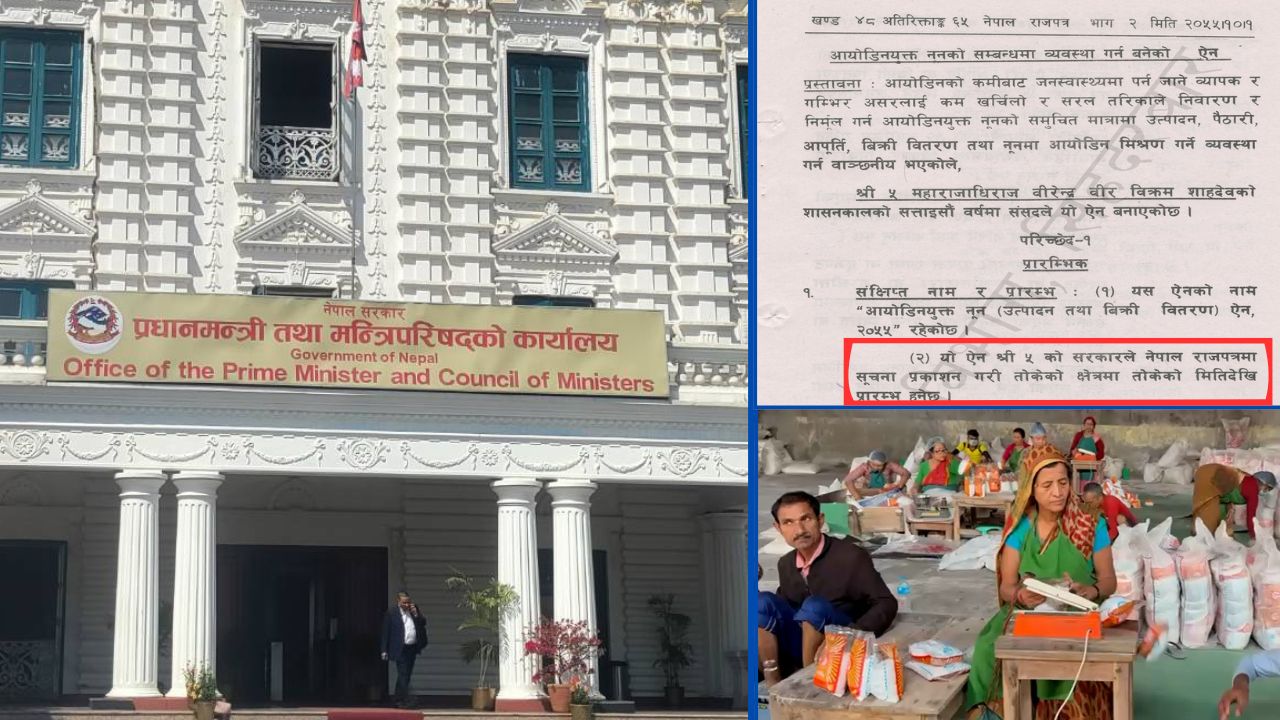 नेपाल सरकार
प्रधानमन्त्री तथा मन्त्रिपरिषद्को कार्यालय
Government of Nepal
Office of the Prime Minister and Council of Ministers
खण्ड ४८ अतिरिक्ताङ्क ६५ नेपाल राजपत्र भाग २ मिति २०५५।९०।९
आयोडिनयुक्त नूनको सम्बन्धमा व्यवस्था गर्न बनेको ऐन
प्रस्तावना : आयोडिनको कमीबाट जनस्वास्थ्यमा पर्न जाने व्यापक र
गम्भिर असरलाई कम खर्चिलो र सरल तरिकाले निवारण र
निर्मूल गर्न आयोडिनयुक्त नूनको समुचित मात्रामा उत्पादन, पैठारी,
आपूर्ति, बिक्री वितरण तथा नूनमा आयोडिन मिश्रण गर्ने व्यवस्था
गर्न वाञ्छनीय भएकोले,
श्री ५ महाराजाधिराज वीरेन्द्र वीर विक्रम शाहदेवको
शासनकालको सत्ताइसौं वर्षमा संसदले यो ऐन बनाएकोछ ।
परिच्छेद–१
प्रारम्भिक
१. संक्षिप्त नाम र प्रारम्भ : (१) यस ऐनको नाम
"आयोडिनयुक्त नून (उत्पादन तथा बिक्री वितरण) ऐन,
२०५५" रहेकोछ ।
(२) यो ऐन श्री ५ को सरकारले नेपाल राजपत्रमा
सूचना प्रकाशन गरी तोकेको क्षेत्रमा तोकेको मितिदेखि
प्रारम्भ हुनेछ ।